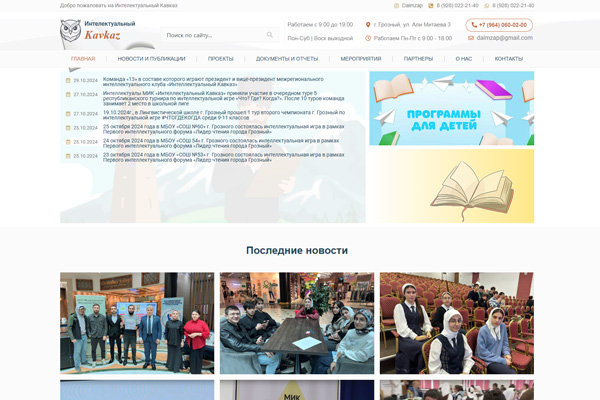 Добро пожаловать на Интелектуальный Кавказ
Daimzap 8 (928) 022-21-40 8 (928) 022-21-40
Интелектуальный
Kavkaz
Поиск по сайту...
Работаем с 9:00 до 19:00
Пон-Суб | Воск выходной
г. Грозный, ул. Али Митаева 3
Работаем Пн-Пт с 9:00 - 18:00
+7 (964) 060-02-00
daimzap@gmail.com
ГЛАВНАЯ НОВОСТИ И ПУБЛИКАЦИИ ПРОЕКТЫ ДОКУМЕНТЫ И ОТЧЕТЫ МЕРОПРИЯТИЯ ПАРТНЕРЫ О НАС КОНТАКТЫ
29.10.2024 Команда «13» в составе которого играют президент и вице-президент межрегионального
интеллектуального клуба «Интеллектуальный Кавказ»
27.10.2024 Интеллектуалы МИК «Интеллектуальный Кавказ» приняли участие в очередном туре 5
республиканского турнира по интеллектуальной игре «Что? Где? Когда?». После 10 туров команда
занимает 2 место в школьной лиге
27.10.2024 19.10.2024г., в Лингвистической школе г. Грозный прошел 1 тур второго чемпионата г. Грозный по
интеллектуальной игре #ЧТОГДЕКОГДА среди 9-11 классов
25.10.2024 25 октября 2024 года в МБОУ «СОШ №60» г. Грозного состоялась интеллектуальная игра в рамках
Первого интеллектуального форума «Лидер чтения города Грозный»
25.10.2024 24 октября 2024 года в МБОУ «СОШ №54» г. Грозного состоялась интеллектуальная игра в рамках
Первого интеллектуального форума «Лидер чтения города Грозный»
25.10.2024 23 октября 2024 года в МБОУ «СОШ №53» г. Грозного состоялась интеллектуальная игра в рамках
Первого интеллектуального форума «Лидер чтения города Грозный»
ПРОГРАММЫ
ДЛЯ ДЕТЕЙ
Последние новости
МИК